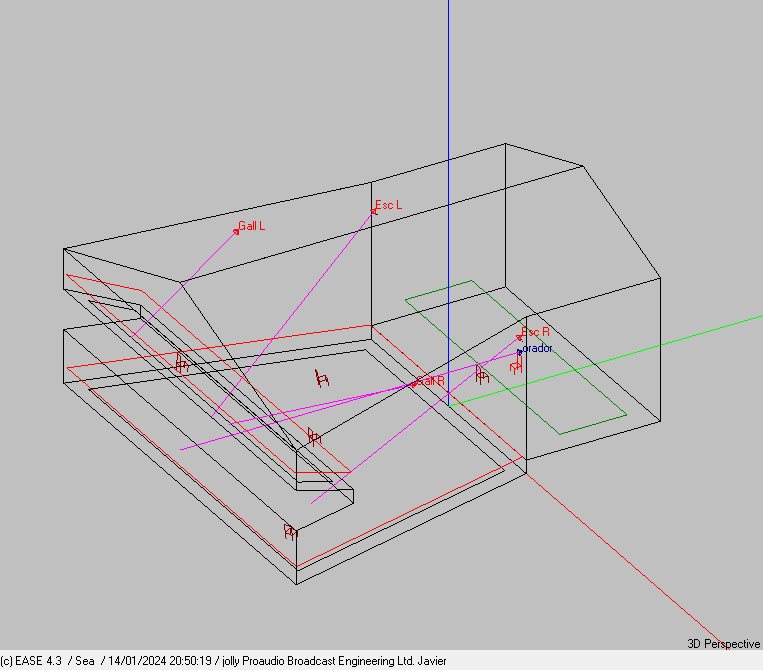 Esc L
Gall L
Esc R
orador
Gall R
3D Perspective
(c) EASE 4.3 / Sea / 14/01/2024 20:50:19 / jolly Proaudio Broadcast Engineering Ltd. Javier